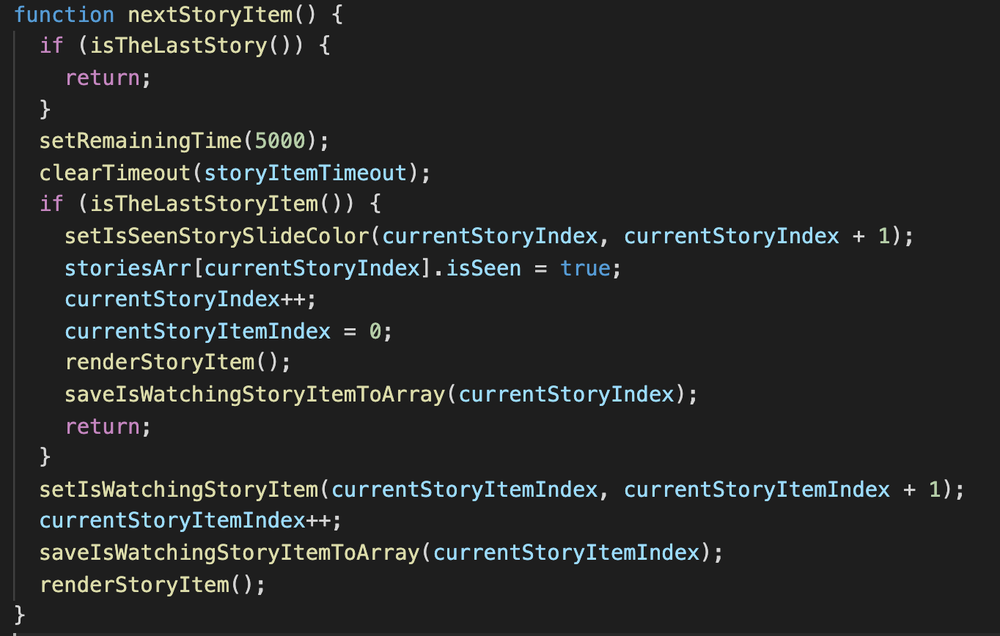 function nextStoryItem() {
  if (isTheLastStory()) {
    return;
  }
  setRemainingTime(5000);
  clearTimeout(storyItemTimeout);
  if (isTheLastStoryItem()) {
    setIsSeenStorySlideColor(currentStoryIndex, currentStoryIndex + 1);
    storiesArr[currentStoryIndex].isSeen = true;
    currentStoryIndex++;
    currentStoryItemIndex = 0;
    renderStoryItem();
    saveIsWatchingStoryItemToArray(currentStoryIndex);
    return;
  }
  setIsWatchingStoryItem(currentStoryItemIndex, currentStoryItemIndex + 1);
  currentStoryItemIndex++;
  saveIsWatchingStoryItemToArray(currentStoryItemIndex);
  renderStoryItem();
}